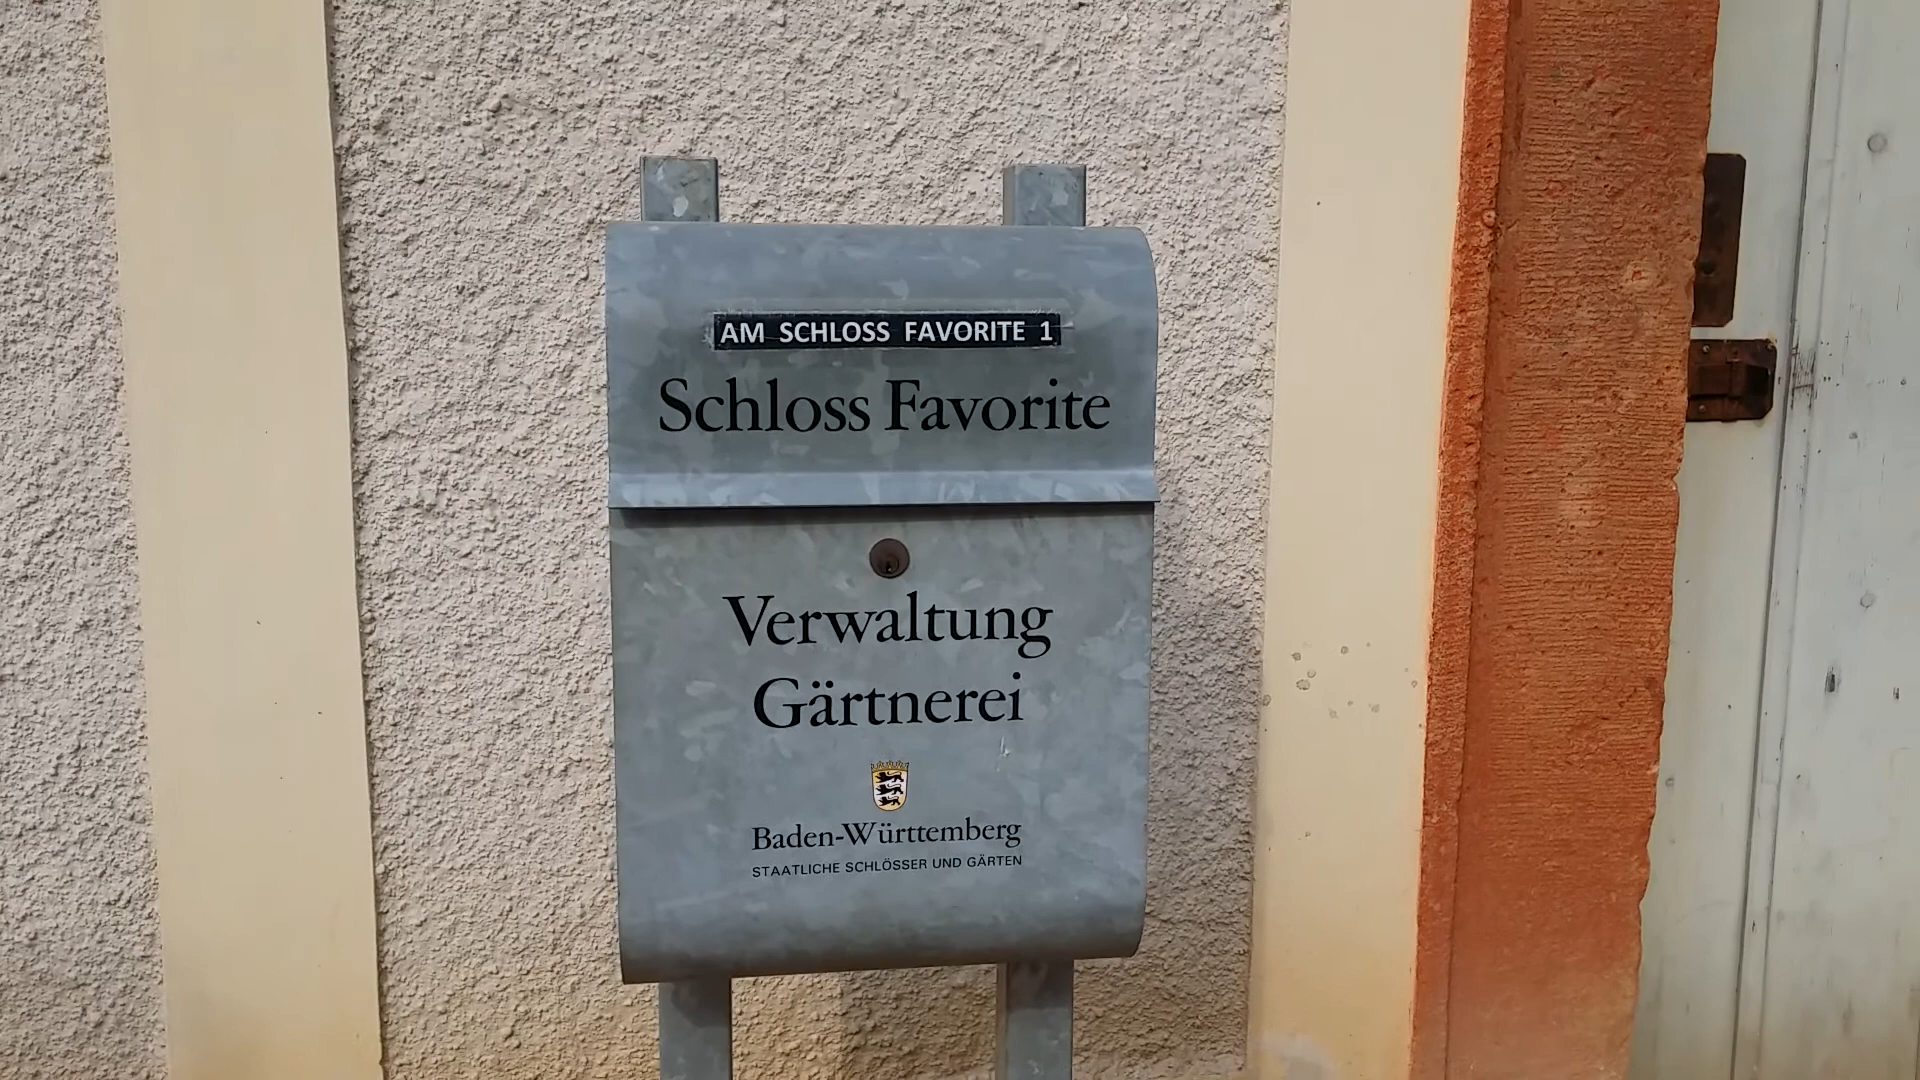 AM SCHLOSS FAVORITE 1
Schloss Favorite
Verwaltung
Gärtnerei
Baden-Württemberg
STAATLICHE SCHLÖSSER UND GÄRTEN